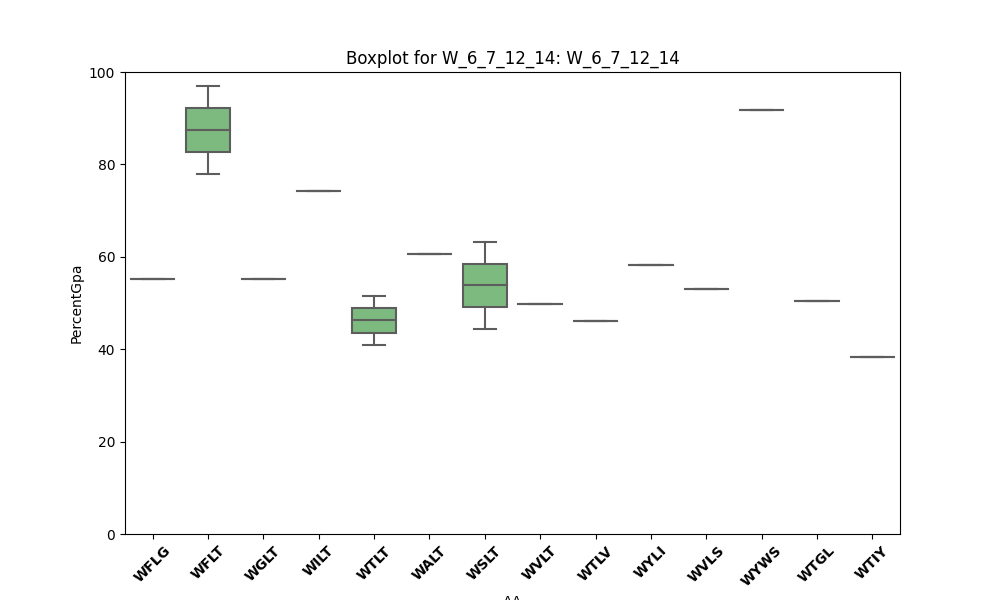 Boxplot for W_6_7_12_14: W_6_7_12_14
PercentGpa
100
80
60
40
20
0
WFLG
WFLT
WGLT
WILT
WTLT
WALT
WSLT
WVLT
WTLV
WYLI
WVLS
WYWS
WTGL
WTIY
AA